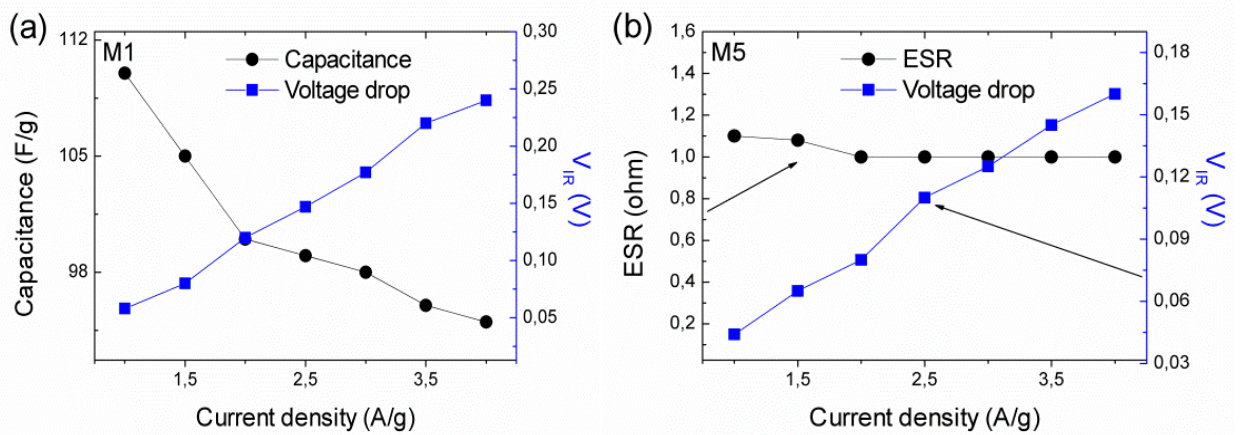 (a)
M1
Capacitance
Voltage drop
Capacitance (F/g)
112
105
98
0,30
0,25
0,20
0,15
0,10
0,05
V_IR (V)
1,5
2,5
3,5
Current density (A/g)
(b)
M5
ESR
Voltage drop
ESR (ohm)
1,6
1,4
1,2
1,0
0,8
0,6
0,4
0,2
0,18
0,15
0,12
0,09
0,06
0,03
V_IR (V)
1,5
2,5
3,5
Current density (A/g)